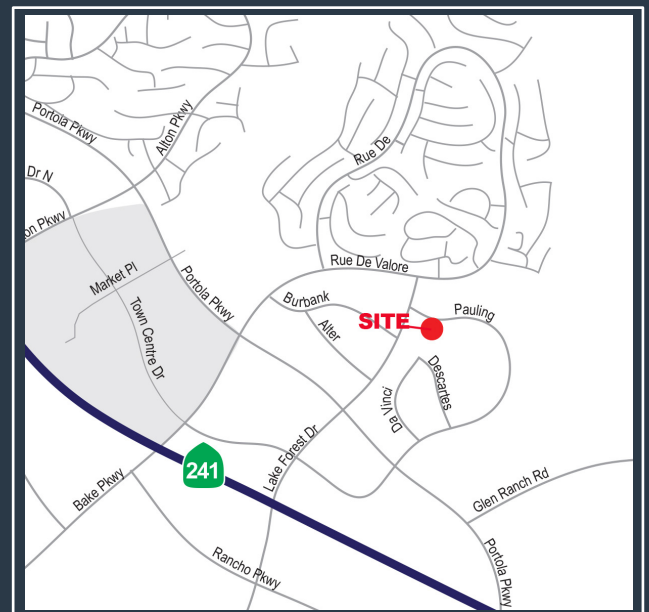 Portola Pkwy
Alton Pkwy
Rue De
Dr N
on Pkwy
Rue De Valore
Market Pl
Portola Pkwy
Burbank
Pauling
Town Centre Dr
Alter
SITE
Descartes
Da Vinci
241
Lake Forest Dr
Bake Pkwy
Glen Ranch Rd
Rancho Pkwy
Portola Pkwy